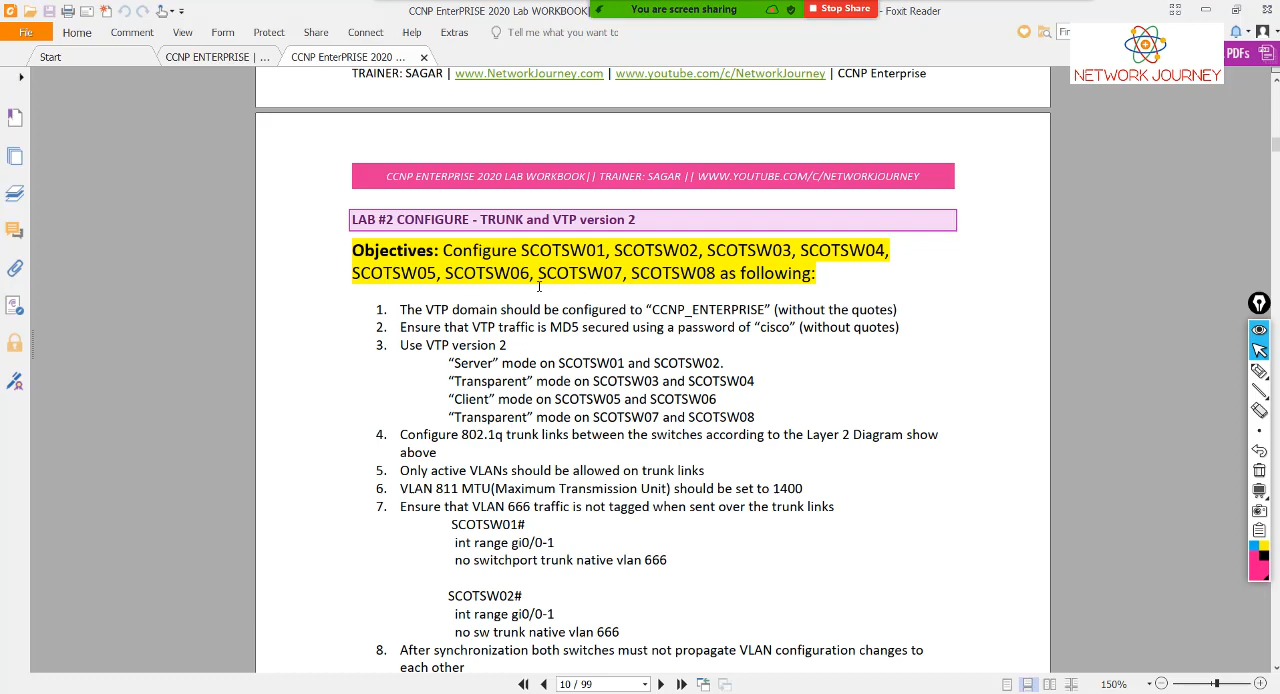 CCNP EnterPRISE 2020 Lab WORKBOOK
You are screen sharing
Stop Share
- Foxit Reader
File
Home
Comment
View
Form
Protect
Share
Connect
Help
Extras
Tell me what you want to
Start
CCNP ENTERPRISE | ...
CCNP EnterPRISE 2020 ...
PDFs
NETWORK JOURNEY
TRAINER: SAGAR | www.NetworkJourney.com | www.youtube.com/c/NetworkJourney | CCNP Enterprise
CCNP ENTERPRISE 2020 LAB WORKBOOK|| TRAINER: SAGAR || WWW.YOUTUBE.COM/C/NETWORKJOURNEY
LAB #2 CONFIGURE - TRUNK and VTP version 2
Objectives: Configure SCOTSW01, SCOTSW02, SCOTSW03, SCOTSW04,
SCOTSW05, SCOTSW06, SCOTSW07, SCOTSW08 as following:
1. The VTP domain should be configured to “CCNP_ENTERPRISE” (without the quotes)
2. Ensure that VTP traffic is MD5 secured using a password of “cisco” (without quotes)
3. Use VTP version 2
“Server” mode on SCOTSW01 and SCOTSW02.
“Transparent” mode on SCOTSW03 and SCOTSW04
“Client” mode on SCOTSW05 and SCOTSW06
“Transparent” mode on SCOTSW07 and SCOTSW08
4. Configure 802.1q trunk links between the switches according to the Layer 2 Diagram show
above
5. Only active VLANs should be allowed on trunk links
6. VLAN 811 MTU(Maximum Transmission Unit) should be set to 1400
7. Ensure that VLAN 666 traffic is not tagged when sent over the trunk links
SCOTSW01#
int range gi0/0-1
no switchport trunk native vlan 666
SCOTSW02#
int range gi0/0-1
no sw trunk native vlan 666
8. After synchronization both switches must not propagate VLAN configuration changes to
each other
10 / 99
150%